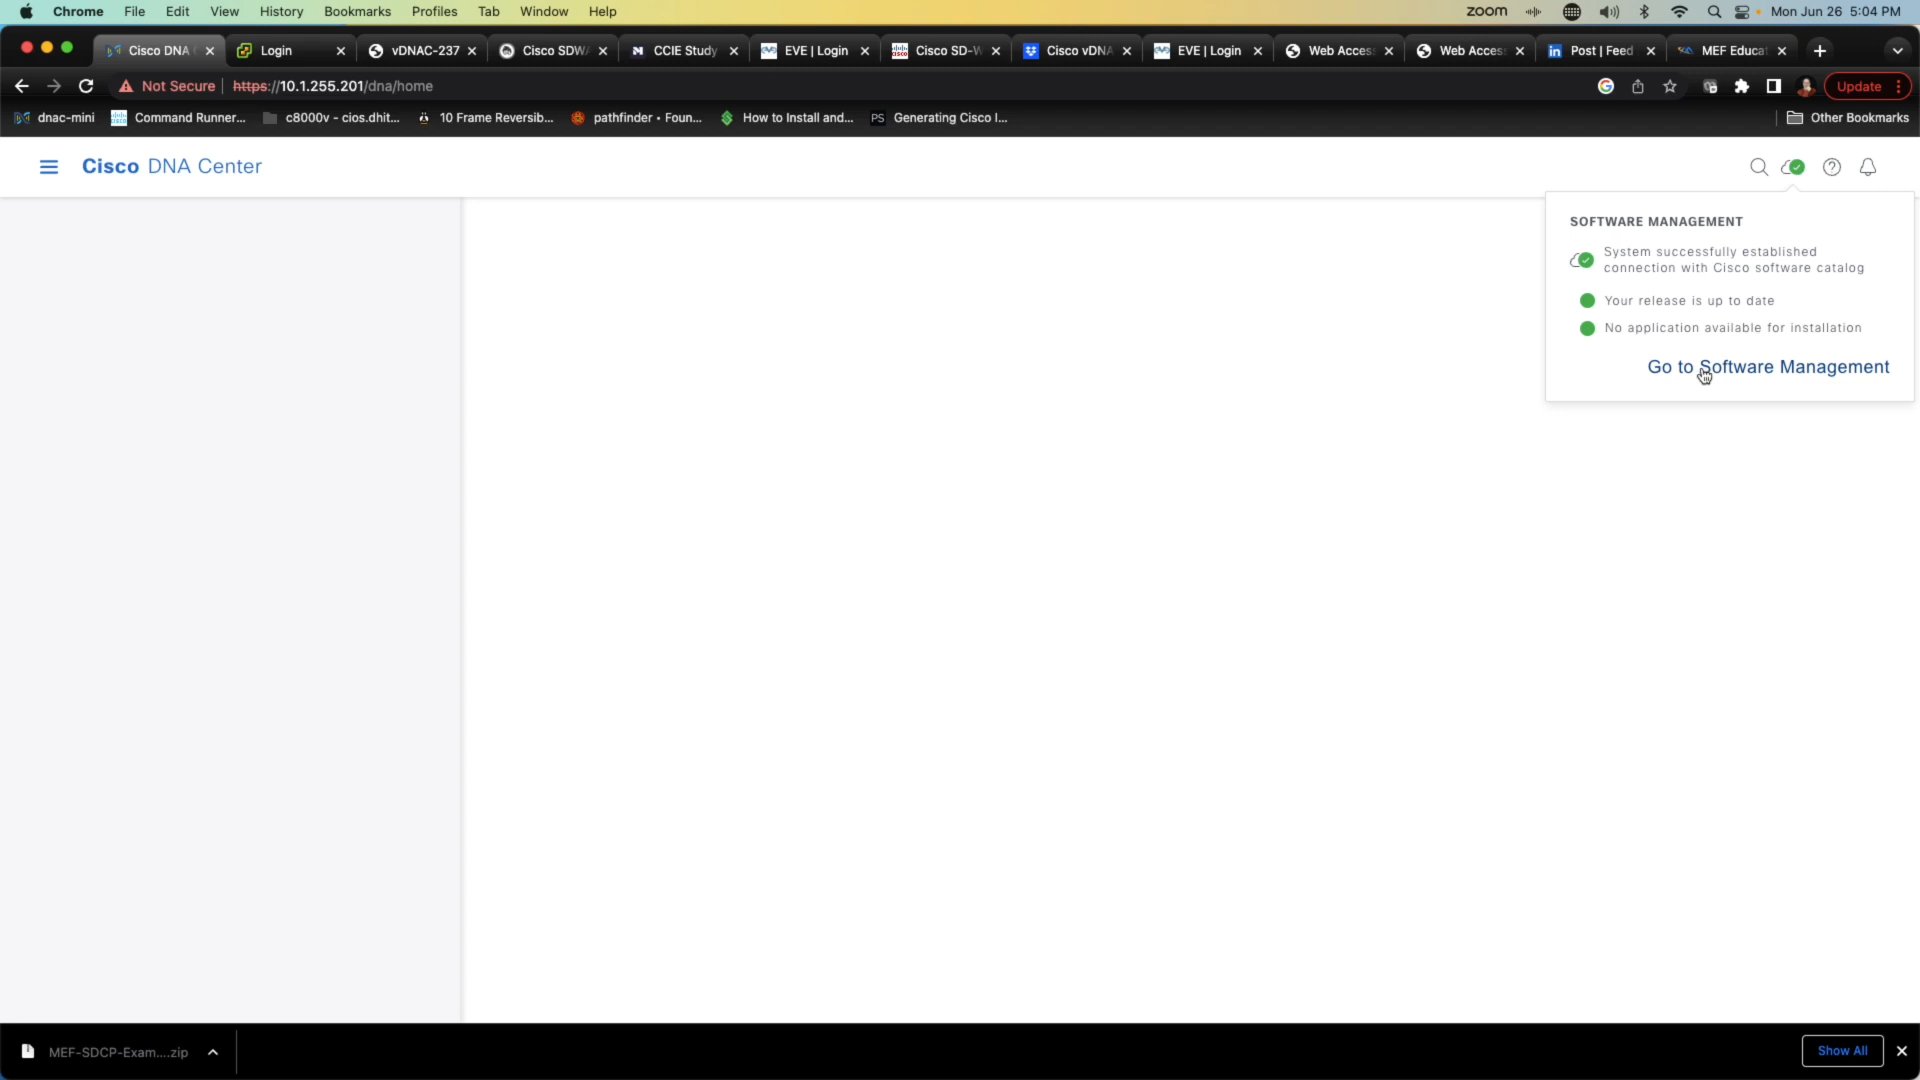 Chrome File Edit View History Bookmarks Profiles Tab Window Help zoom Mon Jun 26 5:04 PM
Cisco DNA Login vDNAC-237 Cisco SDW CCIE Study EVE | Login Cisco SD-W Cisco vDNA EVE | Login Web Access Web Access Post | Feed MEF Educat
Not Secure https://10.1.255.201/dna/home Update
dnac-mini Command Runner... c8000v - cios.dhit... 10 Frame Reversib... pathfinder • Foun... How to Install and... PS Generating Cisco I... Other Bookmarks
Cisco DNA Center
SOFTWARE MANAGEMENT
System successfully established
connection with Cisco software catalog
Your release is up to date
No application available for installation
Go to Software Management
MEF-SDCP-Exam....zip Show All